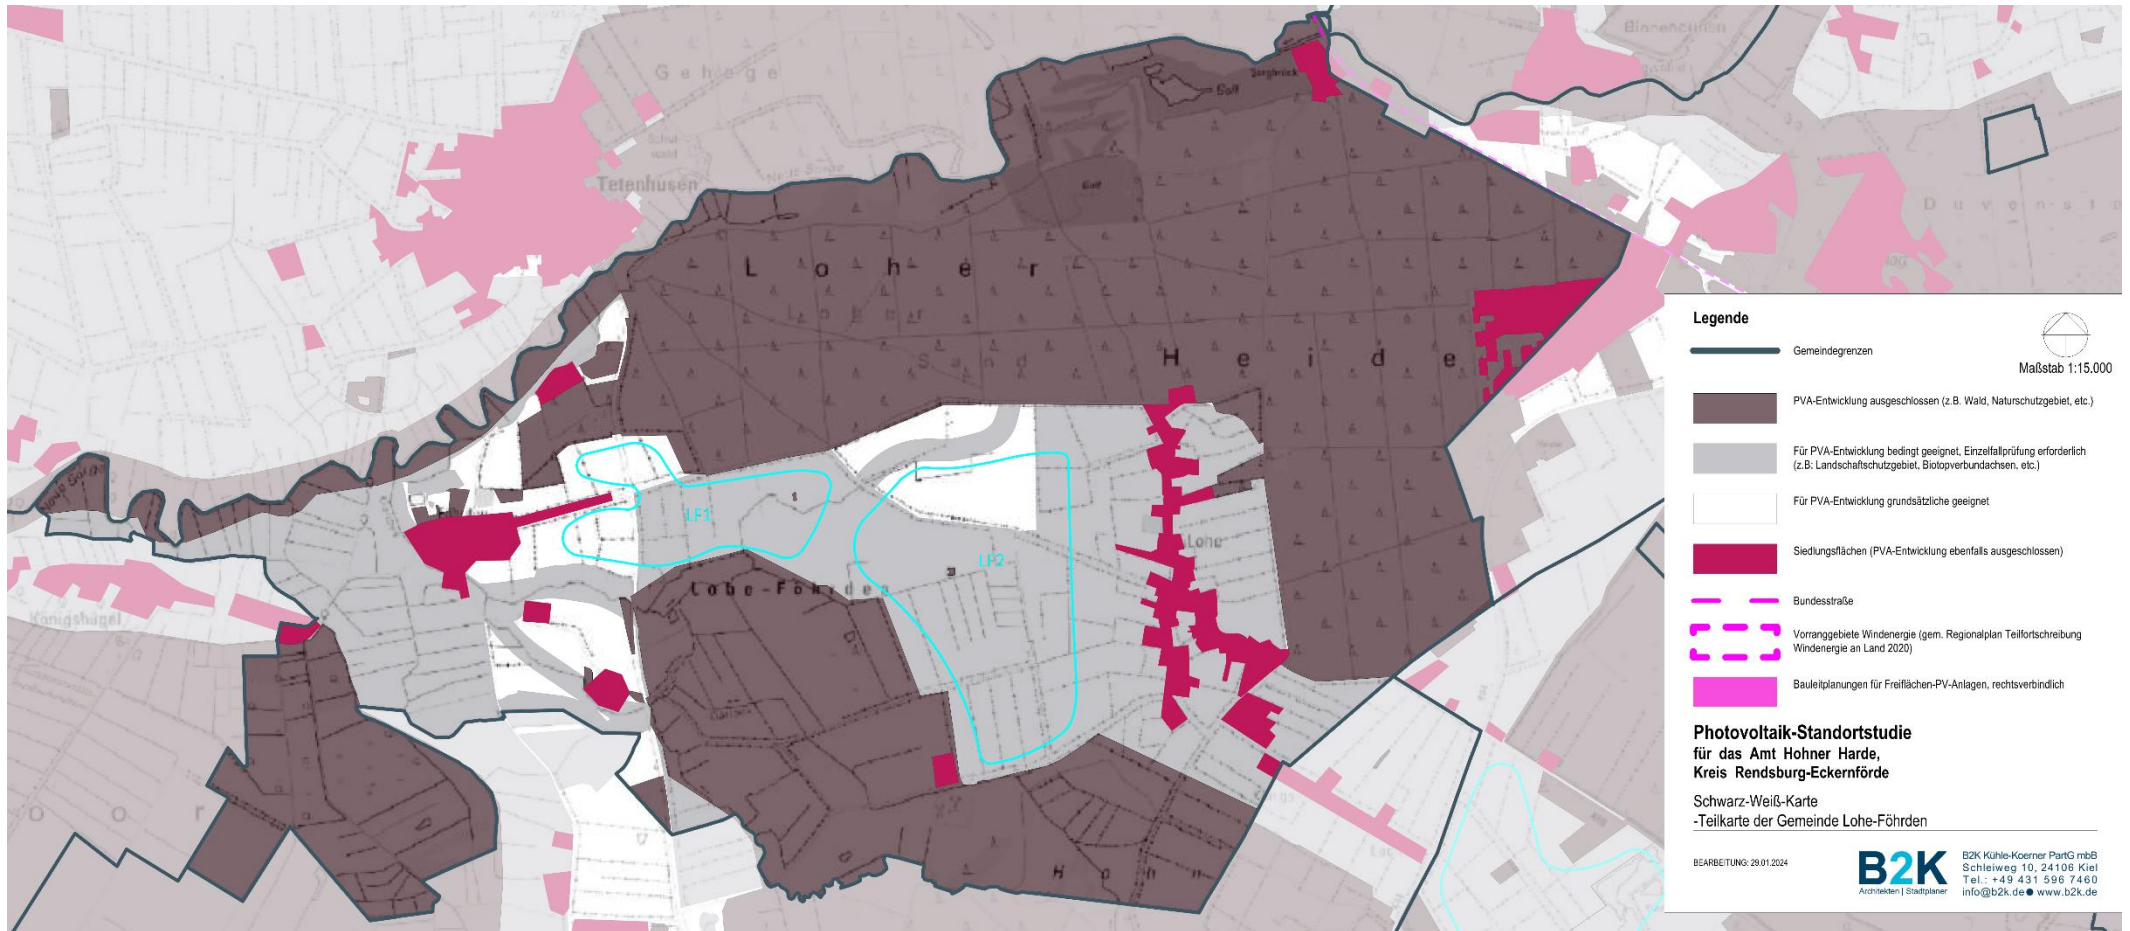 Gehege
Tetenhusen
Golf
Golf
Loher
Sand
Heide
LF1
LF2
Lohe
Lohe-Föhrden
Königshügel
Legende
Gemeindegrenzen
Maßstab 1:15.000
PVA-Entwicklung ausgeschlossen (z.B. Wald, Naturschutzgebiet, etc.)
Für PVA-Entwicklung bedingt geeignet, Einzelfallprüfung erforderlich
(z.B: Landschaftschutzgebiet, Biotopverbundachsen, etc.)
Für PVA-Entwicklung grundsätzliche geeignet
Siedlungsflächen (PVA-Entwicklung ebenfalls ausgeschlossen)
Bundesstraße
Vorranggebiete Windenergie (gem. Regionalplan Teilfortschreibung
Windenergie an Land 2020)
Bauleitplanungen für Freiflächen-PV-Anlagen, rechtsverbindlich
Photovoltaik-Standortstudie
für das Amt Hohner Harde,
Kreis Rendsburg-Eckernförde
Schwarz-Weiß-Karte
-Teilkarte der Gemeinde Lohe-Föhrden
BEARBEITUNG: 29.01.2024
B2K
Architekten | Stadtplaner
B2K Kühle-Koerner PartG mbB
Schleiweg 10, 24106 Kiel
Tel.: +49 431 596 7460
info@b2k.de ● www.b2k.de